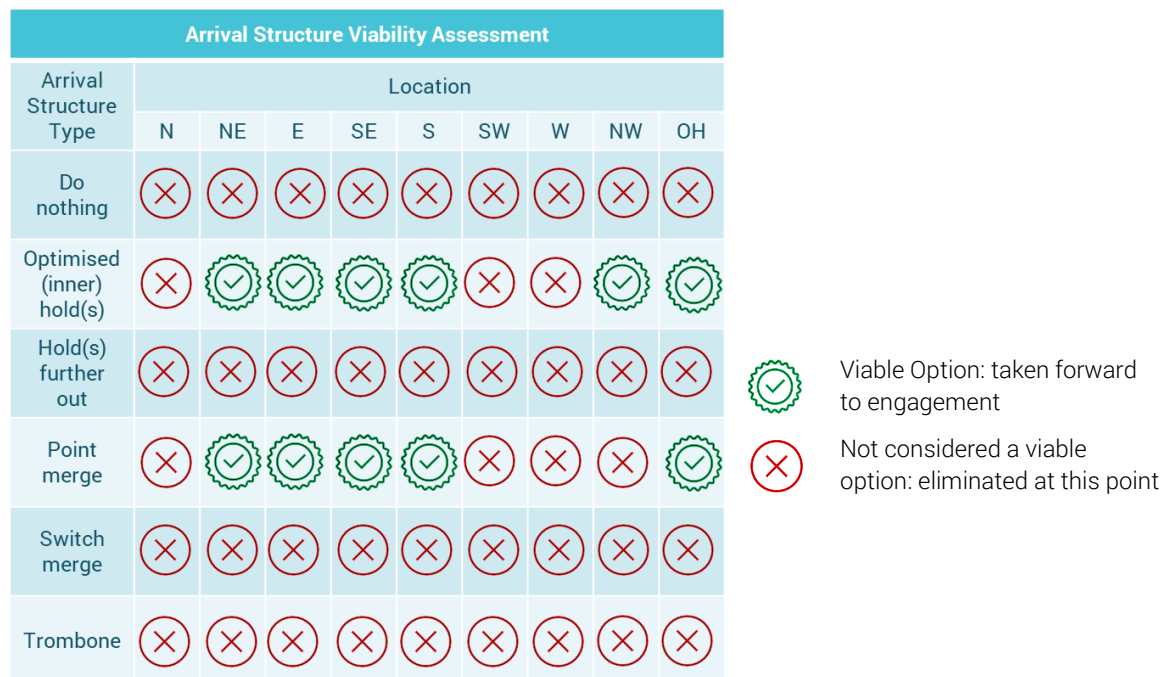 Arrival Structure Viability Assessment
Arrival
Structure
Type
Location
N NE E SE S SW W NW OH
Do
nothing
Optimised
(inner)
hold(s)
Hold(s)
further
out
Point
merge
Switch
merge
Trombone
Viable Option: taken forward
to engagement
Not considered a viable
option: eliminated at this point